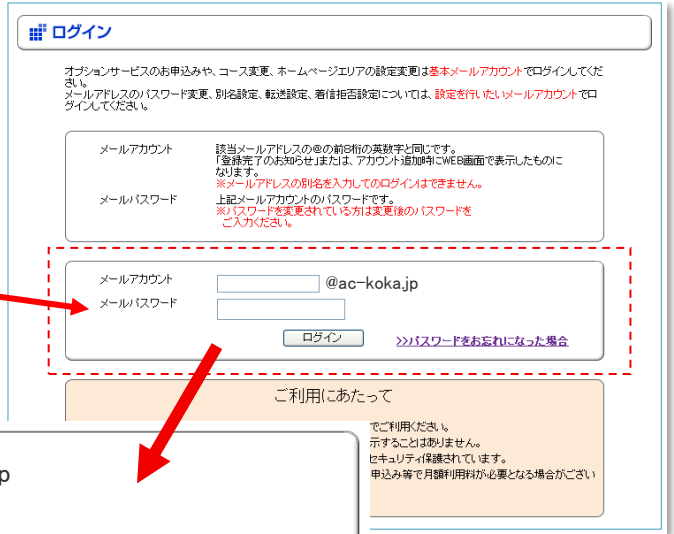 ログイン
オプションサービスのお申込みや、コース変更、ホームページエリアの設定変更は基本メールアカウントでログインしてくだ
さい。
メールアドレスのパスワード変更、別名設定、転送設定、着信拒否設定については、設定を行いたいメールアカウントでロ
グインしてください。
メールアカウント
該当メールアドレスの@の前8桁の英数字と同じです。
「登録完了のお知らせ」または、アカウント追加時にWEB画面で表示したものに
なります。
※メールアドレスの別名を入力してのログインはできません。
メールパスワード
上記メールアカウントのパスワードです。
※パスワードを変更されている方は変更後のパスワードを
ご入力ください。
メールアカウント @ac-koka.jp
メールパスワード
ログイン >>パスワードをお忘れになった場合
ご利用にあたって
でご利用ください。
示することはありません。
セキュリティ保護されています。
申込み等で月額利用料が必要となる場合がござい
p